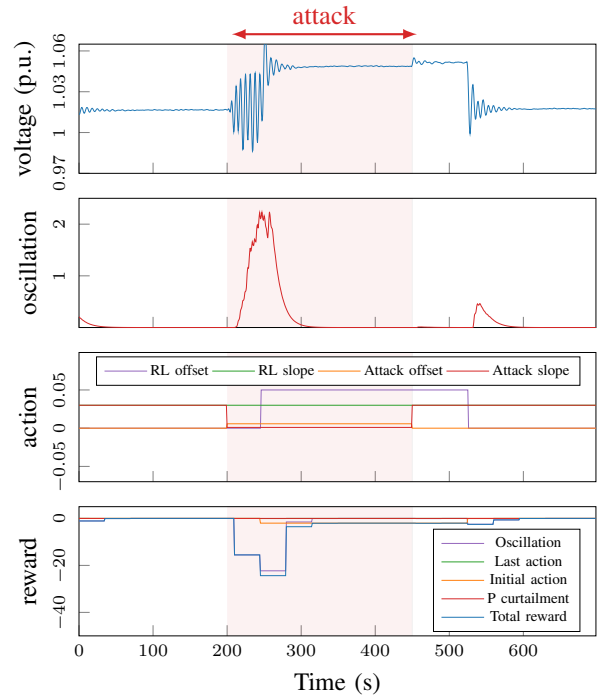 attack
1.06
1.03
1
0.97
voltage (p.u.)
2
1
oscillation
RL offset RL slope Attack offset Attack slope
0.05
0
−0.05
action
0
−20
−40
reward
Oscillation
Last action
Initial action
P curtailment
Total reward
0 100 200 300 400 500 600
Time (s)